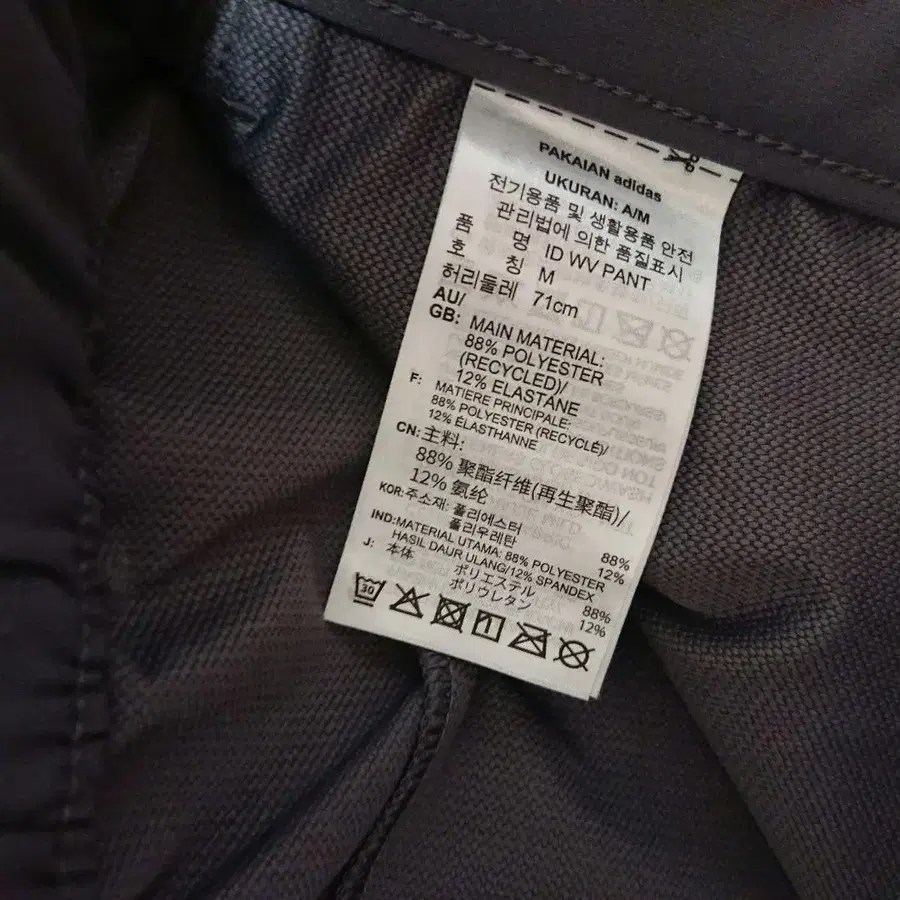 PAKAIAN adidas
UKURAN: A/M
전기용품 및 생활용품 안전
관리법에 의한 품질표시
품 명 ID WV PANT
호 칭 M
허리둘레 71cm
AU/
GB: MAIN MATERIAL:
88% POLYESTER
(RECYCLED)/
12% ELASTANE
F: MATIERE PRINCIPALE:
88% POLYESTER (RECYCLÉ)/
12% ÉLASTHANNE
CN: 主料:
88% 聚酯纤维(再生聚酯)/
12% 氨纶
KOR: 주소재: 폴리에스터 88%
폴리우레탄 12%
IND: MATERIAL UTAMA: 88% POLYESTER
HASIL DAUR ULANG/12% SPANDEX
J: 本体
ポリエステル 88%
ポリウレタン 12%
30